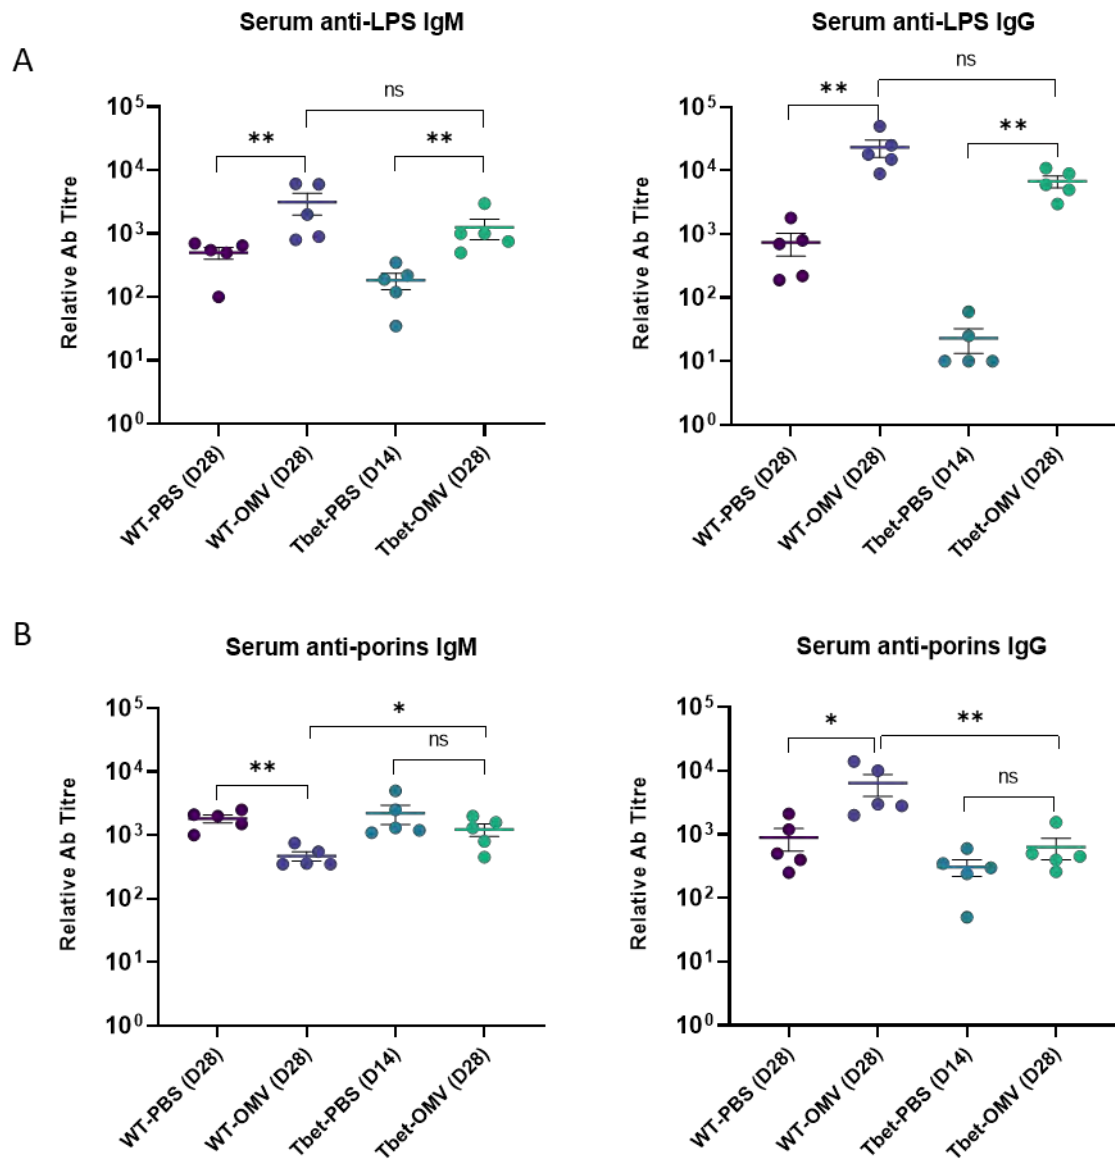 A
Serum anti-LPS IgM
Relative Ab Titre
10⁵
10⁴
10³
10²
10¹
10⁰
ns
**
**
WT-PBS (D28)
WT-OMV (D28)
Tbet-PBS (D14)
Tbet-OMV (D28)
Serum anti-LPS IgG
Relative Ab Titre
10⁵
10⁴
10³
10²
10¹
10⁰
ns
**
**
WT-PBS (D28)
WT-OMV (D28)
Tbet-PBS (D14)
Tbet-OMV (D28)
B
Serum anti-porins IgM
Relative Ab Titre
10⁵
10⁴
10³
10²
10¹
10⁰
*
ns
**
WT-PBS (D28)
WT-OMV (D28)
Tbet-PBS (D14)
Tbet-OMV (D28)
Serum anti-porins IgG
Relative Ab Titre
10⁵
10⁴
10³
10²
10¹
10⁰
*
**
ns
WT-PBS (D28)
WT-OMV (D28)
Tbet-PBS (D14)
Tbet-OMV (D28)